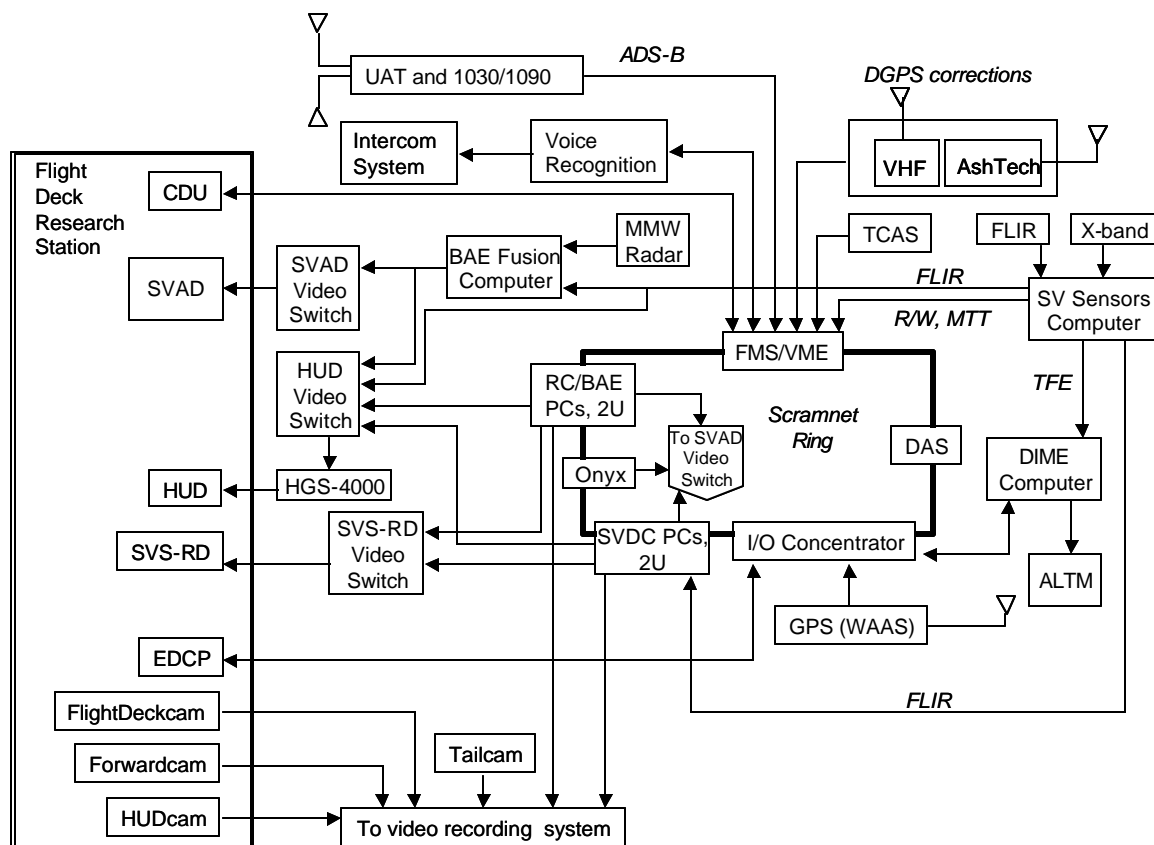 ADS-B
UAT and 1030/1090
DGPS corrections
Intercom
System
Voice
Recognition
VHF
AshTech
Flight
Deck
Research
Station
CDU
TCAS
FLIR
X-band
MMW
Radar
BAE Fusion
Computer
SVAD
Video
Switch
SVAD
FLIR
R/W, MTT
SV Sensors
Computer
FMS/VME
HUD
Video
Switch
RC/BAE
PCs, 2U
Scramnet
Ring
TFE
To SVAD
Video
Switch
DAS
Onyx
DIME
Computer
HUD
HGS-4000
SVS-RD
SVS-RD
Video
Switch
SVDC PCs,
2U
I/O Concentrator
ALTM
GPS (WAAS)
EDCP
FLIR
FlightDeckcam
Forwardcam
Tailcam
HUDcam
To video recording system